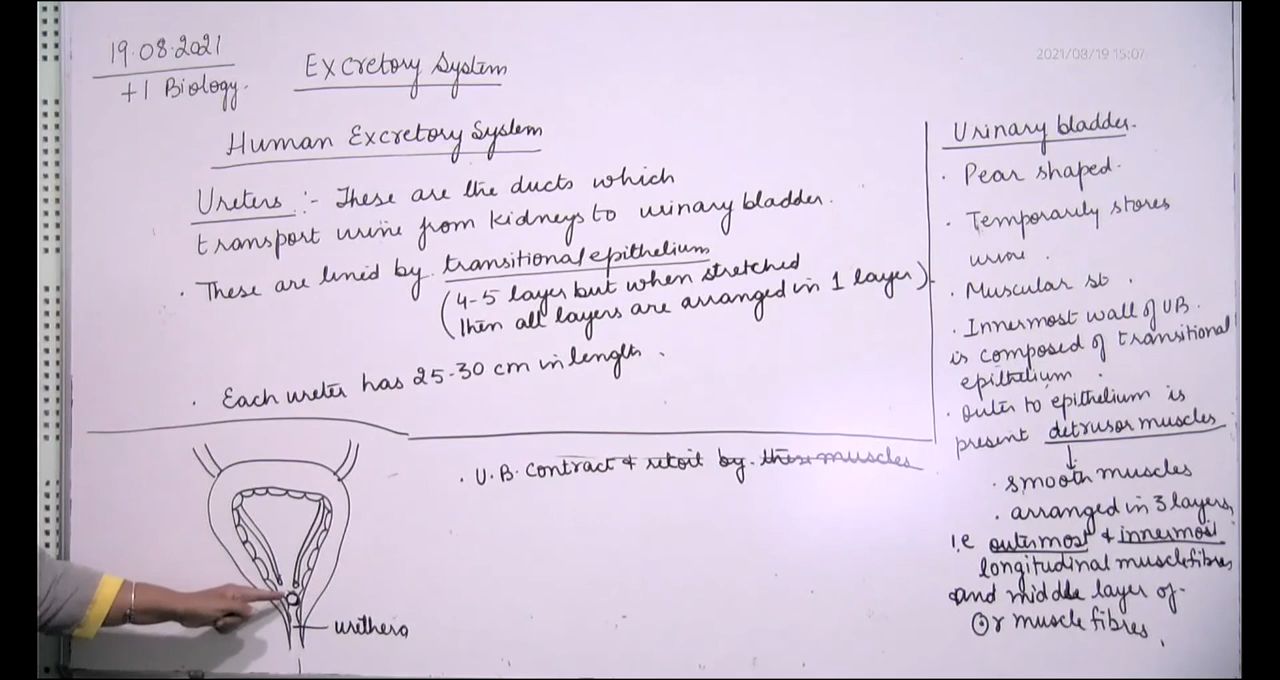 19.08.2021
+1 Biology.
Excretory System
2021/08/19 15:07
Human Excretory System
Ureters :- These are the ducts which
transport urine from kidneys to urinary bladder.
. These are lined by transitional epithelium
(4-5 layer but when stretched
then all layers are arranged in 1 layer).
. Each ureter has 25-30 cm in length.
. U.B. contract & retoit by these muscles
urethera
Urinary bladder.
. Pear shaped.
. Temporarily stores
urine.
. Muscular st.
. Innermost wall of UB.
is composed of transitional
epithelium.
. outer to epithelium is
present detrusor muscles
↓
. smooth muscles
. arranged in 3 layers,
i.e outermost & innermost
longitudinal muscle fibres
and middle layer of
⊙r muscle fibres.